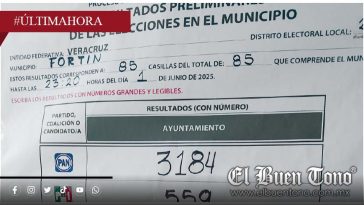 #ÚLTIMAHORA
RESULTADOS PRELIMINARES
DE LAS ELECCIONES EN EL MUNICIPIO
ENTIDAD FEDERATIVA: VERACRUZ
MUNICIPIO FORTIN
DISTRITO ELECTORAL LOCAL:
ESTOS RESULTADOS CORRESPONDEN A: 85 CASILLAS DEL TOTAL DE: 85 QUE COMPRENDE EL MUNICIPIO
HASTA LAS 23:20 HORAS DEL DÍA 1 DE JUNIO DE 2025.
ESCRIBA LOS RESULTADOS CON NÚMEROS GRANDES Y LEGIBLES.
PARTIDO, COALICIÓN O CANDIDATO/A
RESULTADOS (CON NÚMERO)
AYUNTAMIENTO
PAN
3184
PRI
559
El Buen Tono
www.elbuentono.com.mx